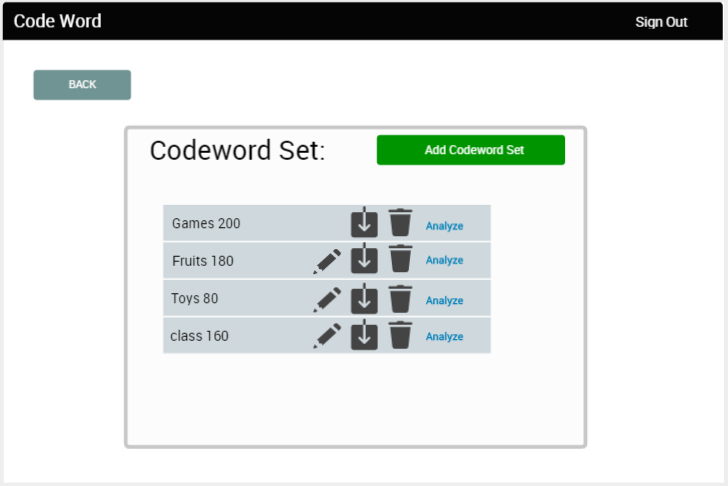 Code Word Sign Out
BACK
Codeword Set: Add Codeword Set
Games 200 Analyze
Fruits 180 Analyze
Toys 80 Analyze
class 160 Analyze